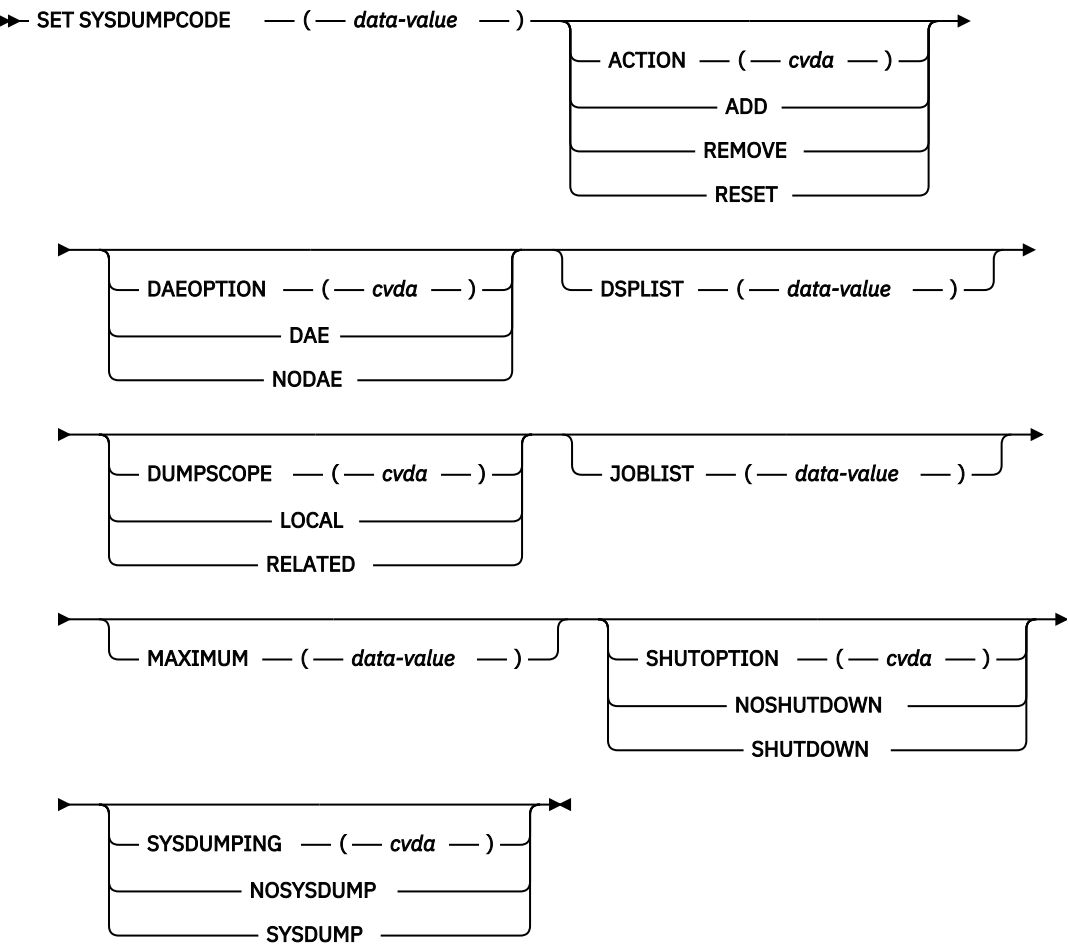 SET SYSDUMPCODE ( data-value )
ACTION ( cvda )
ADD
REMOVE
RESET
DAEOPTION ( cvda ) DSPLIST ( data-value )
DAE
NODAE
DUMPSCOPE ( cvda ) JOBLIST ( data-value )
LOCAL
RELATED
MAXIMUM ( data-value ) SHUTOPTION ( cvda )
NOSHUTDOWN
SHUTDOWN
SYSDUMPING ( cvda )
NOSYSDUMP
SYSDUMP